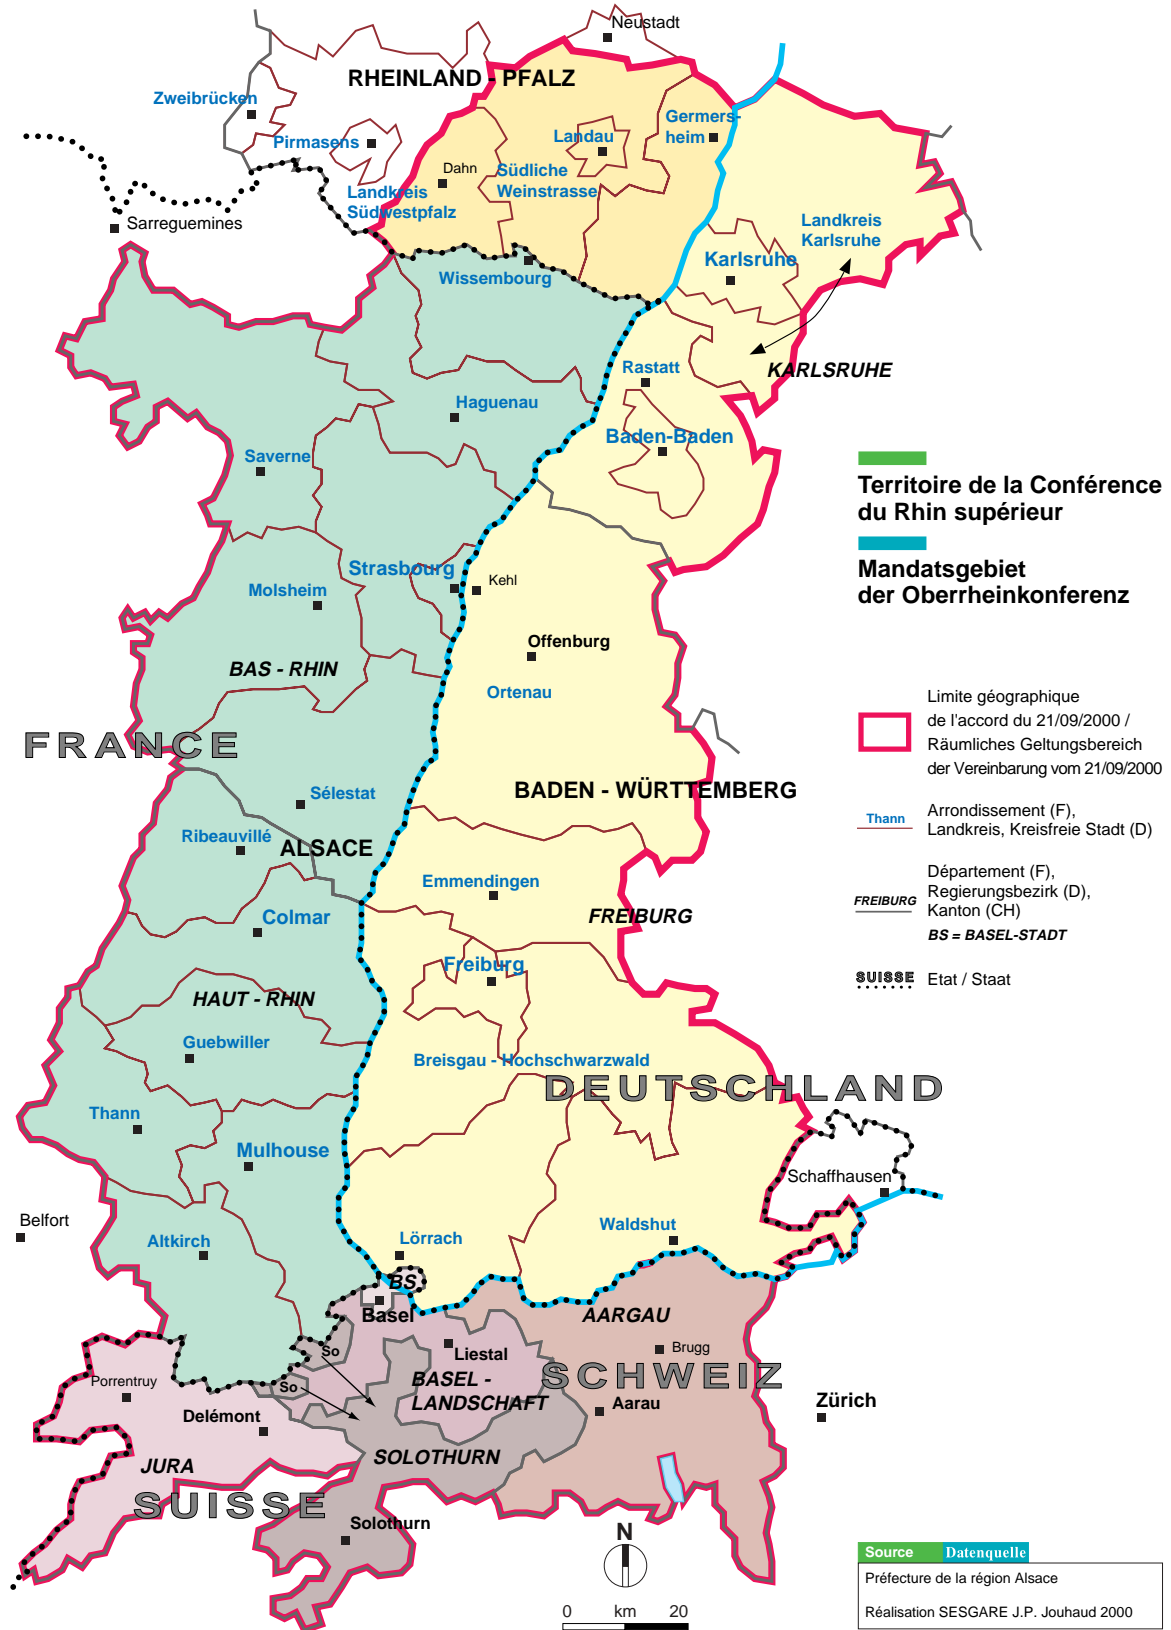 Neustadt
RHEINLAND - PFALZ
Zweibrücken
Germers-
heim
Pirmasens
Landau
Dahn
Südliche
Weinstrasse
Landkreis
Südwestpfalz
Sarreguemines
Landkreis
Karlsruhe
Karlsruhe
Wissembourg
Rastatt
KARLSRUHE
Haguenau
Baden-Baden
Saverne
Territoire de la Conférence
du Rhin supérieur
Mandatsgebiet
der Oberrheinkonferenz
Strasbourg
Kehl
Molsheim
Offenburg
BAS - RHIN
Ortenau
Limite géographique
de l'accord du 21/09/2000 /
Räumliches Geltungsbereich
der Vereinbarung vom 21/09/2000
FRANCE
Sélestat
BADEN - WÜRTTEMBERG
Thann
Arrondissement (F),
Landkreis, Kreisfreie Stadt (D)
Ribeauvillé
ALSACE
Emmendingen
FREIBURG
Département (F),
Regierungsbezirk (D),
Kanton (CH)
BS = BASEL-STADT
Colmar
FREIBURG
Freiburg
SUISSE
Etat / Staat
HAUT - RHIN
Guebwiller
Breisgau - Hochschwarzwald
DEUTSCHLAND
Thann
Mulhouse
Schaffhausen
Belfort
Altkirch
Lörrach
Waldshut
BS
Basel
AARGAU
So
Liestal
Brugg
SCHWEIZ
Porrentruy
So
BASEL -
LANDSCHAFT
Aarau
Zürich
Delémont
JURA
SOLOTHURN
SUISSE
Solothurn
N
0 km 20
Source Datenquelle
Préfecture de la région Alsace
Réalisation SESGARE J.P. Jouhaud 2000